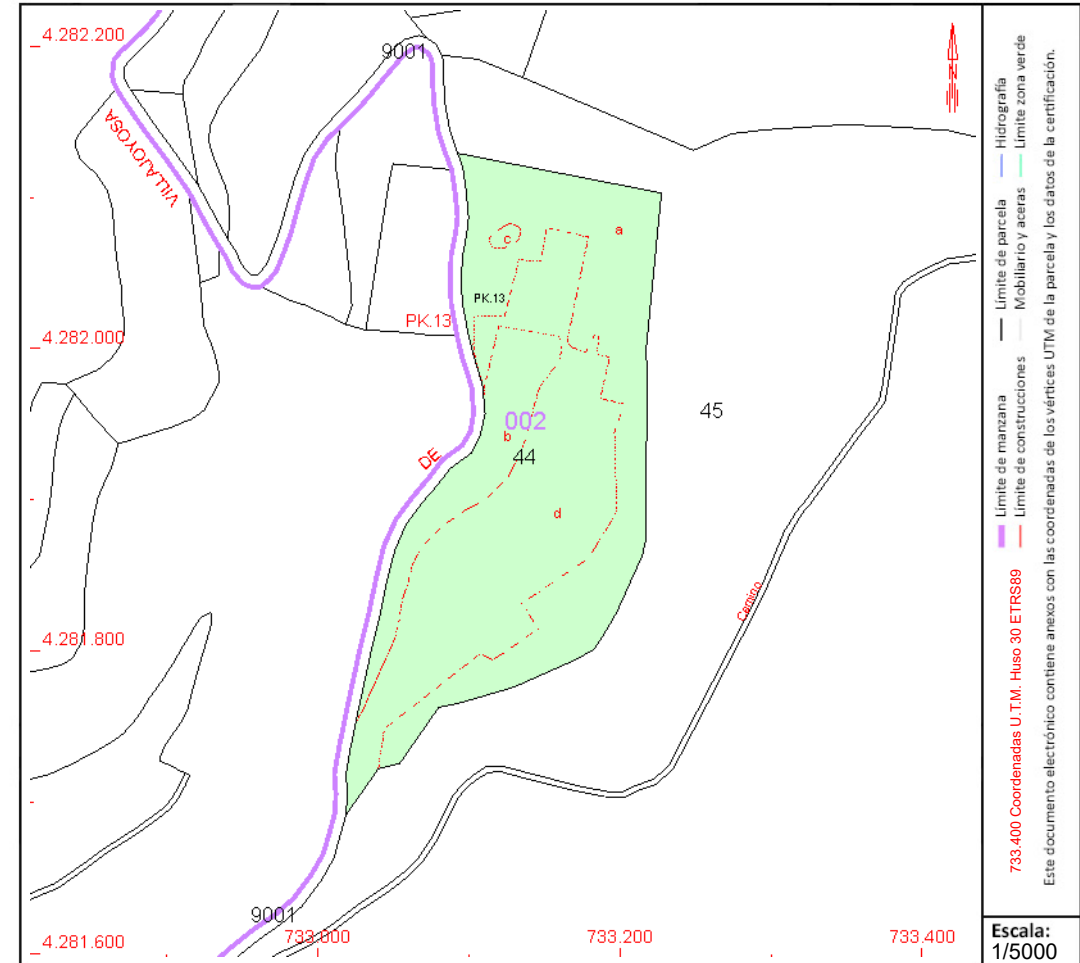 4.282.200
9001
N
VILLAJOYOSA
a
c
PK.13
PK.13
4.282.000
002
45
b
DE
44
d
Camino
4.281.800
9001
733.000
733.200
733.400
4.281.600
Límite de manzana
Límite de parcela
Hidrografía
733.400 Coordenadas U.T.M. Huso 30 ETRS89
Límite de construcciones
Mobiliario y aceras
Límite zona verde
Este documento electrónico contiene anexos con las coordenadas de los vértices UTM de la parcela y los datos de la certificación.
Escala:
1/5000